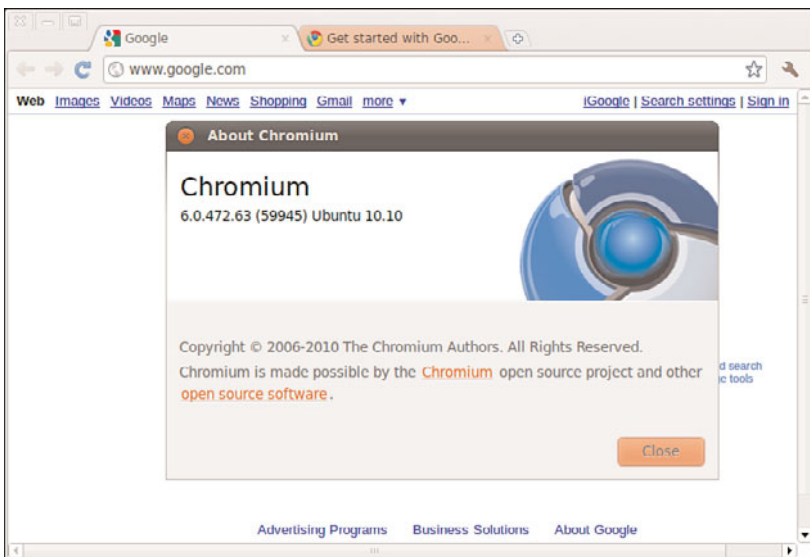 Google
Get started with Goo...
www.google.com
Web Images Videos Maps News Shopping Gmail more ▼
iGoogle | Search settings | Sign in
About Chromium
Chromium
6.0.472.63 (59945) Ubuntu 10.10
Copyright © 2006-2010 The Chromium Authors. All Rights Reserved.
Chromium is made possible by the Chromium open source project and other
open source software.
d search
tools
Close
Advertising Programs Business Solutions About Google